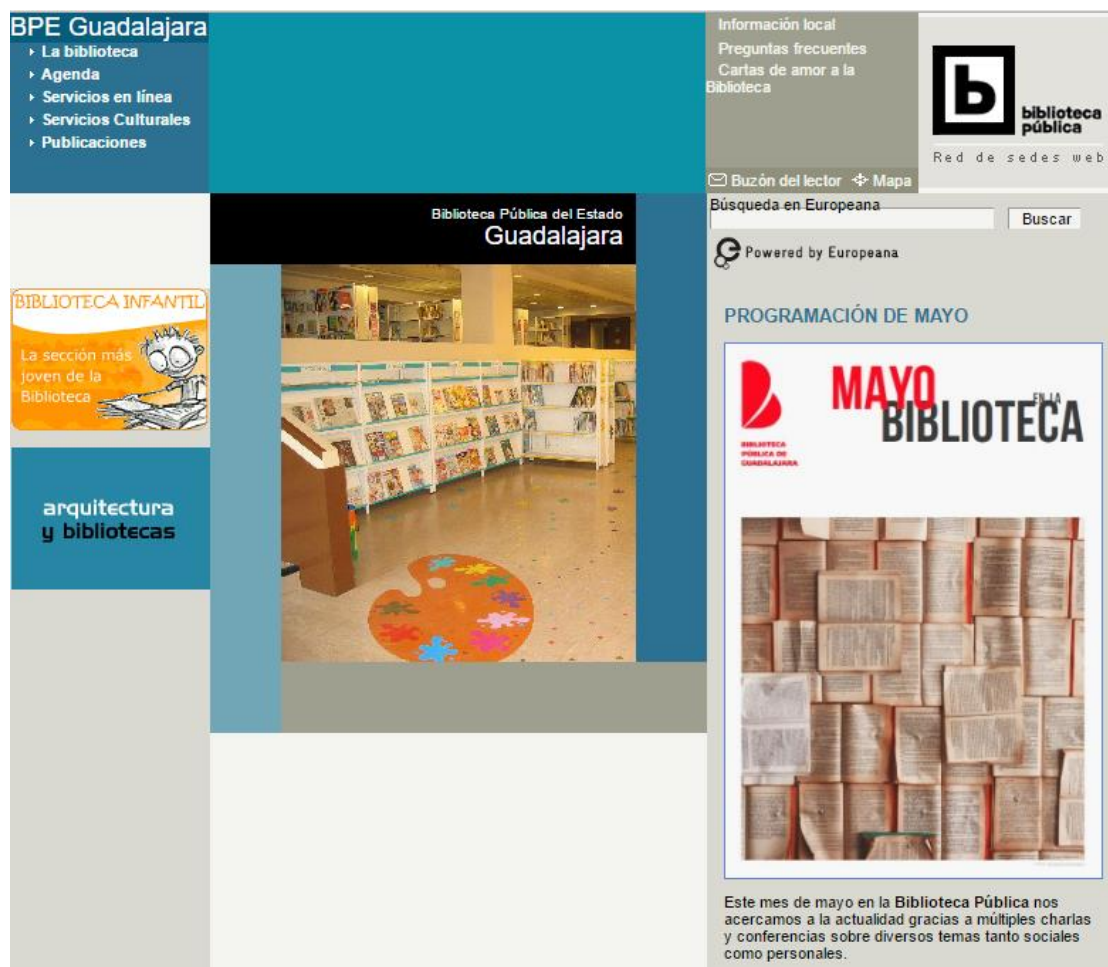 BPE Guadalajara
La biblioteca
Agenda
Servicios en línea
Servicios Culturales
Publicaciones
Información local
Preguntas frecuentes
Cartas de amor a la
Biblioteca
Buzón del lector
Mapa
b
biblioteca
pública
Red de sedes web
Biblioteca Pública del Estado
Guadalajara
BIBLIOTECA INFANTIL
La sección más
joven de la
Biblioteca
arquitectura
y bibliotecas
Búsqueda en Europeana
Buscar
Powered by Europeana
PROGRAMACIÓN DE MAYO
MAYO
EN LA
BIBLIOTECA
BIBLIOTECA
PÚBLICA DE
GUADALAJARA
Este mes de mayo en la Biblioteca Pública nos
acercamos a la actualidad gracias a múltiples charlas
y conferencias sobre diversos temas tanto sociales
como personales.